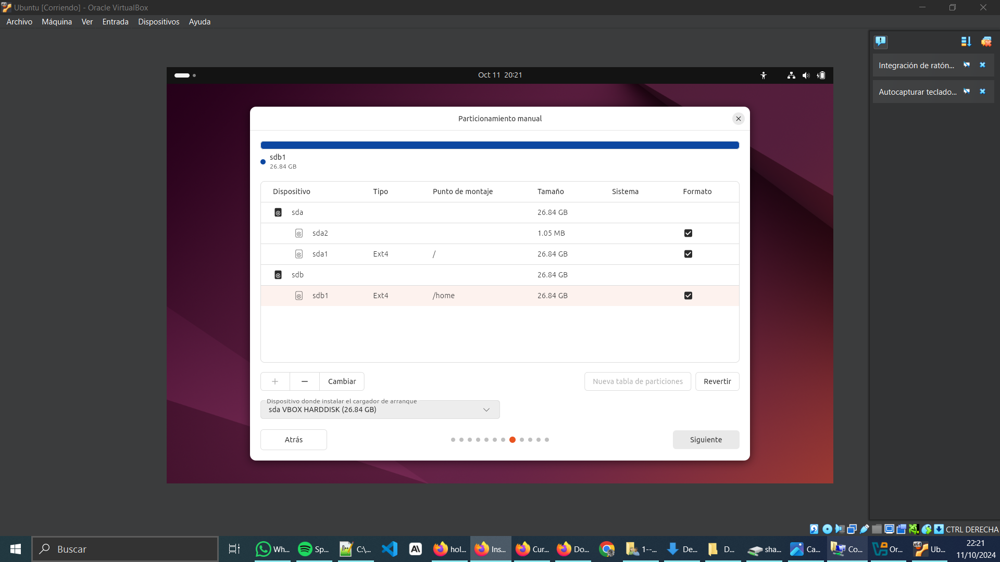 Ubuntu [Corriendo] - Oracle VirtualBox
Archivo Máquina Ver Entrada Dispositivos Ayuda
Integración de ratón...
Autocapturar teclado...
Oct 11 20:21
Particionamiento manual
sdb1
26.84 GB
Dispositivo Tipo Punto de montaje Tamaño Sistema Formato
sda 26.84 GB
sda2 1.05 MB
sda1 Ext4 / 26.84 GB
sdb 26.84 GB
sdb1 Ext4 /home 26.84 GB
+ − Cambiar Nueva tabla de particiones Revertir
Dispositivo donde instalar el cargador de arranque
sda VBOX HARDDISK (26.84 GB)
Atrás Siguiente
CTRL DERECHA
Buscar Wh... Sp... C:\... hol... Ins... Cur... Do... 1--... De... D... sha... Ca... Co... Or... Ub...
22:21
11/10/2024